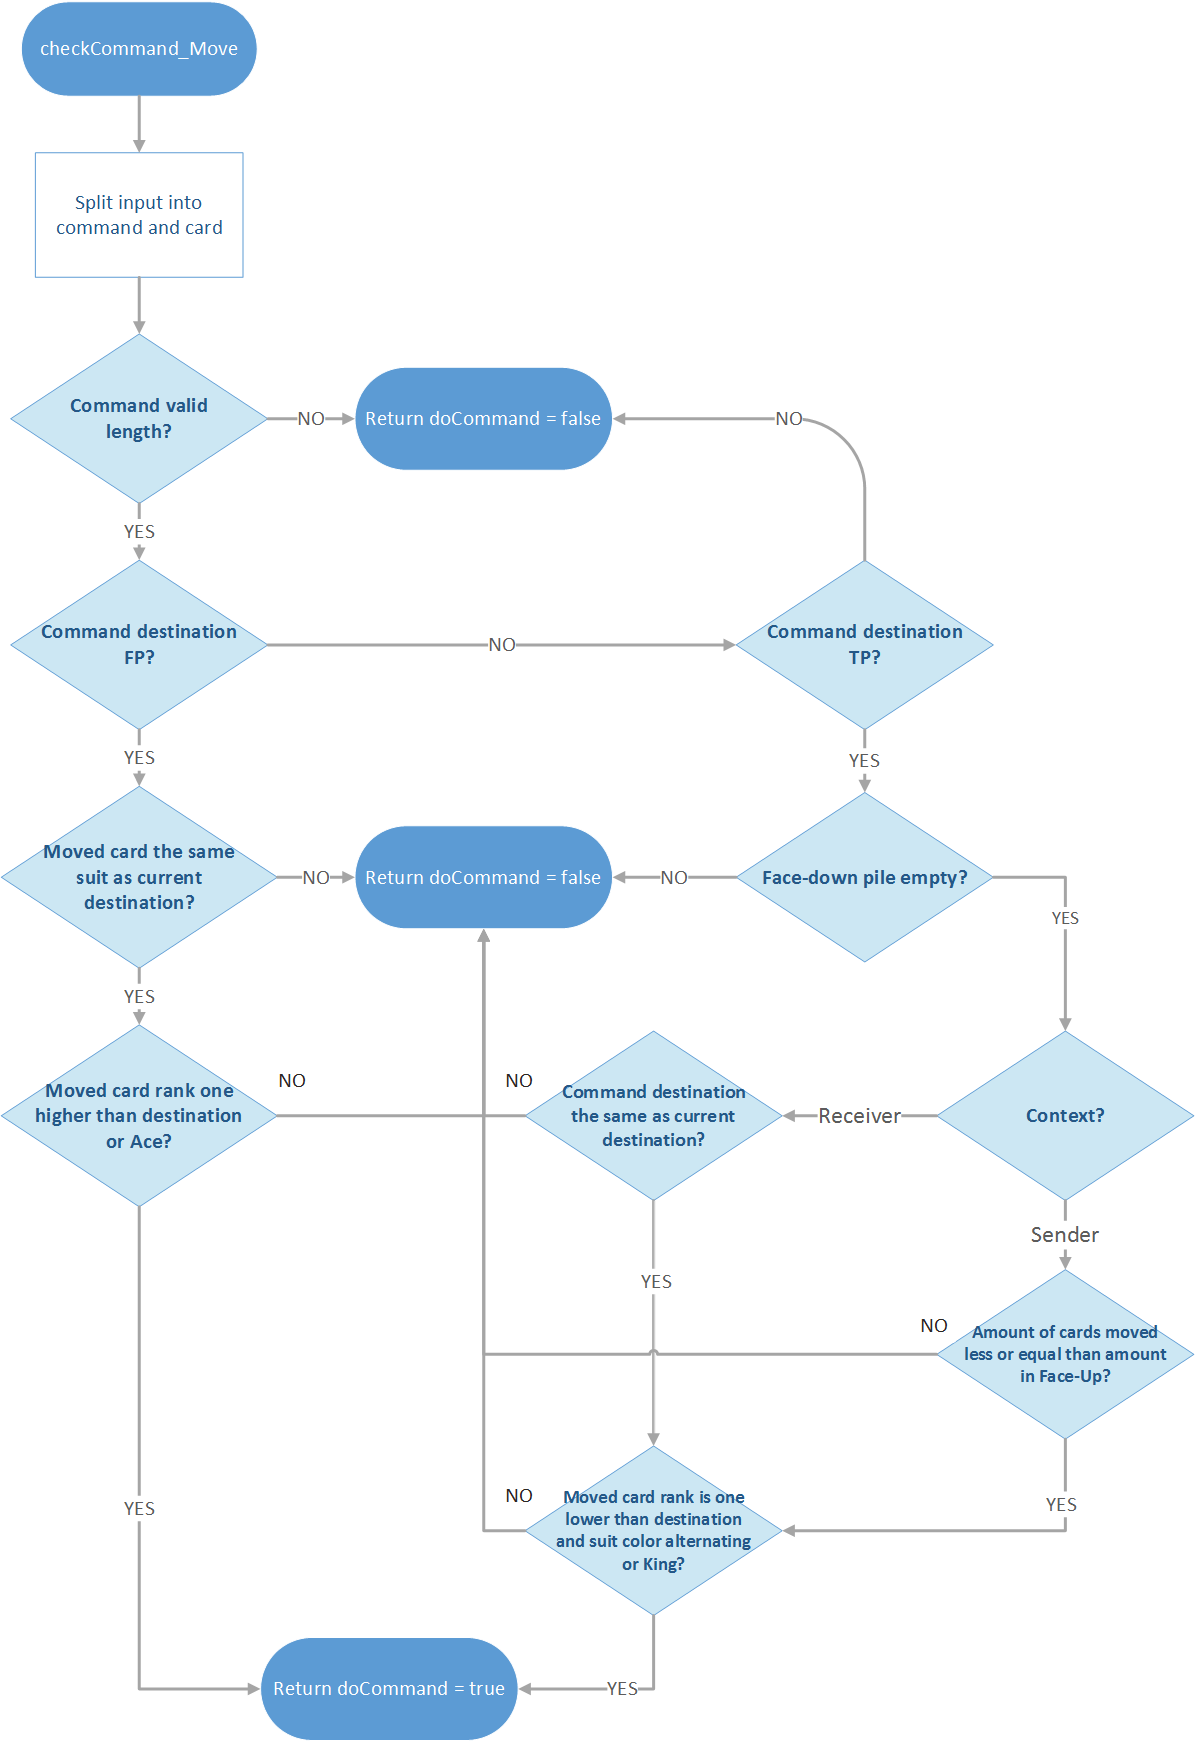 checkCommand_Move
Split input into
command and card
Command valid
length?
NO
Return doCommand = false
NO
YES
Command destination
FP?
NO
Command destination
TP?
YES
YES
Moved card the same
suit as current
destination?
NO
Return doCommand = false
NO
Face-down pile empty?
YES
YES
Moved card rank one
higher than destination
or Ace?
NO
NO
Command destination
the same as current
destination?
Receiver
Context?
Sender
YES
NO
Amount of cards moved
less or equal than amount
in Face-Up?
YES
NO
Moved card rank is one
lower than destination
and suit color alternating
or King?
YES
Return doCommand = true
YES